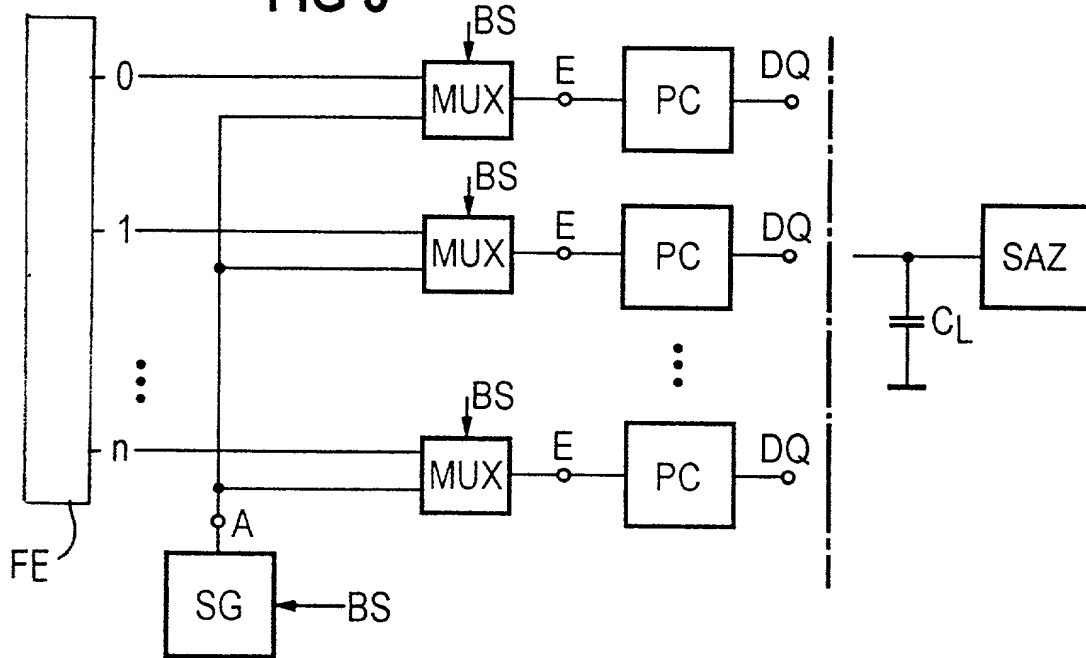 BS
0 MUX E PC DQ
BS
1 MUX E PC DQ
SAZ
CL
BS
n MUX E PC DQ
A
FE
SG BS